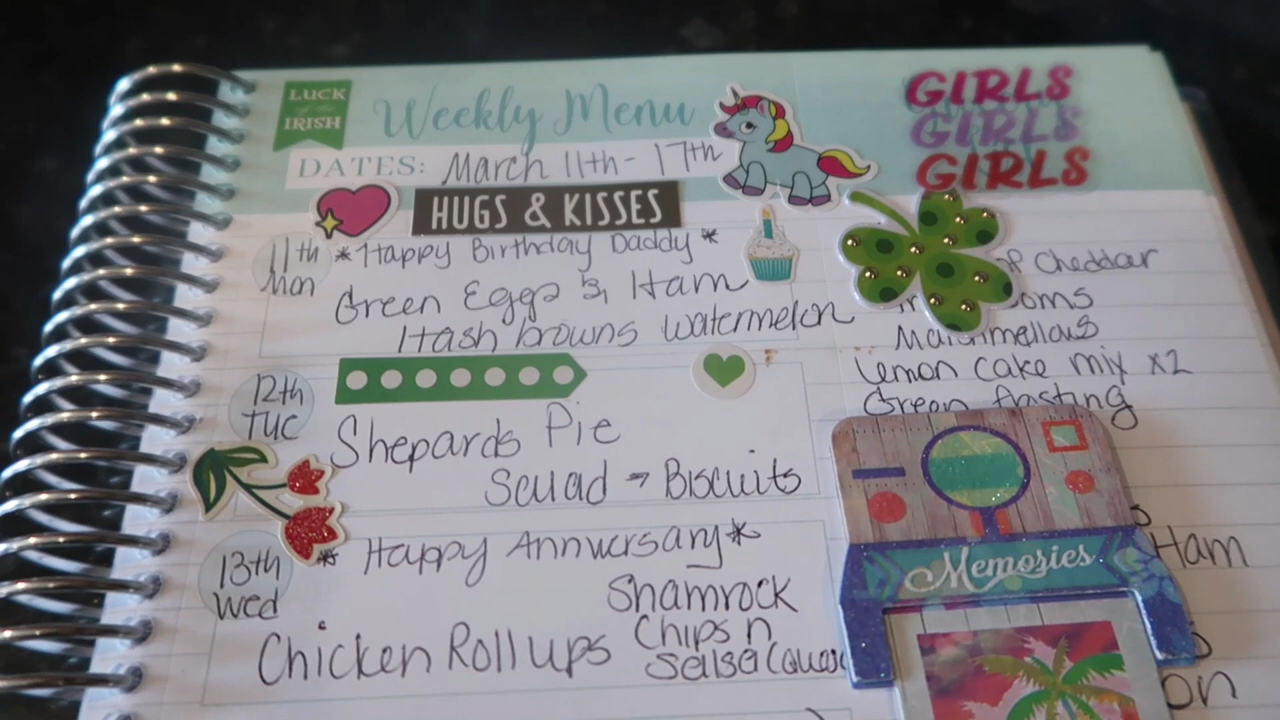 LUCK
of the
IRISH
Weekly Menu
DATES: March 11th - 17th
GIRLS
GIRLS
GIRLS
HUGS & KISSES
11th
Mon
*Happy Birthday Daddy*
Green Eggs & Ham
Hash browns watermelon
12th
TUC
Shepards Pie
Salad - Biscuits
13th
Wed
* Happy Anniversary *
Shamrock
Chicken Roll ups Chips n
Salsa
Cheddar
Marshmellows
Lemon Cake mix x2
Green frosting
Memories
Ham